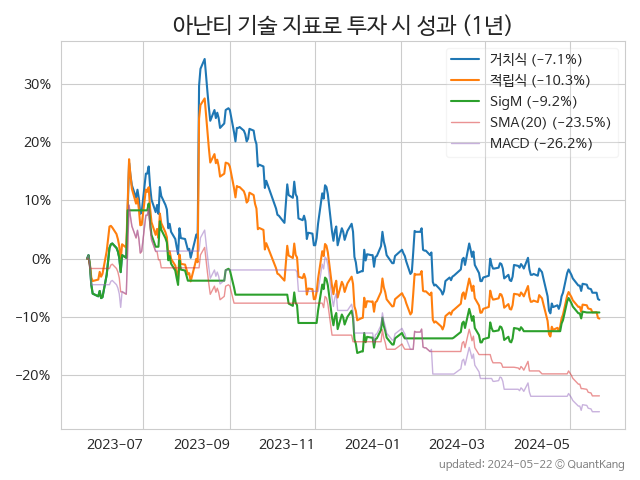 아난티 기술 지표로 투자 시 성과 (1년)
거치식 (−7.1%)
적립식 (−10.3%)
SigM (−9.2%)
SMA(20) (−23.5%)
MACD (−26.2%)
30%
20%
10%
0%
−10%
−20%
2023−07
2023−09
2023−11
2024−01
2024−03
2024−05
updated: 2024−05−22 © QuantKang